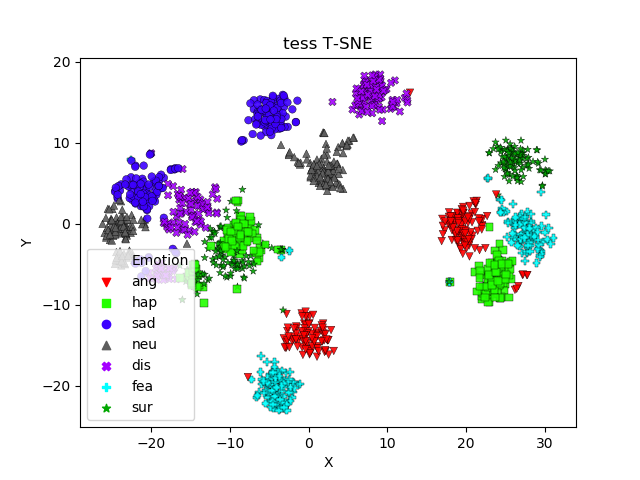 tess T-SNE
20
10
0
−10
−20
Y
Emotion
ang
hap
sad
neu
dis
fea
sur
−20
−10
0
10
20
30
X